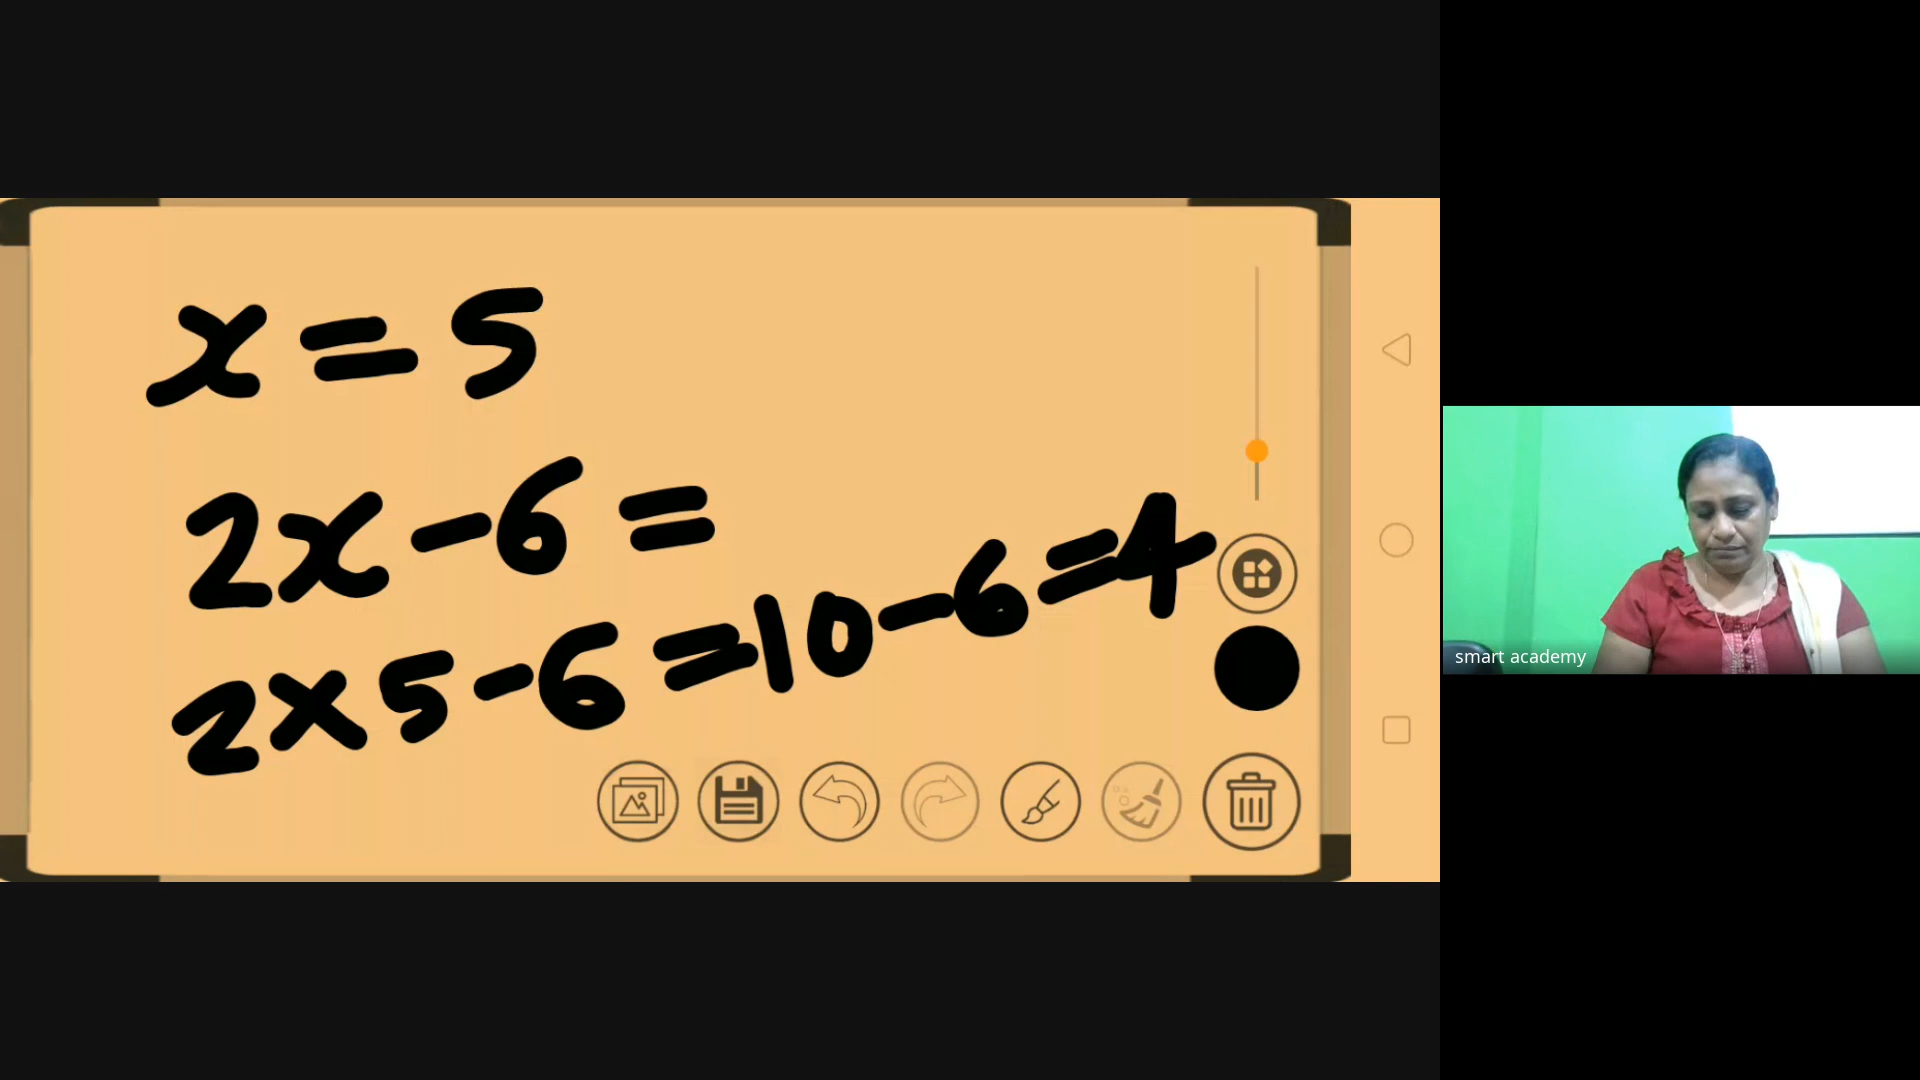 x = 5
2x - 6 =
2 x 5 - 6 = 10 - 6 = 4
smart academy